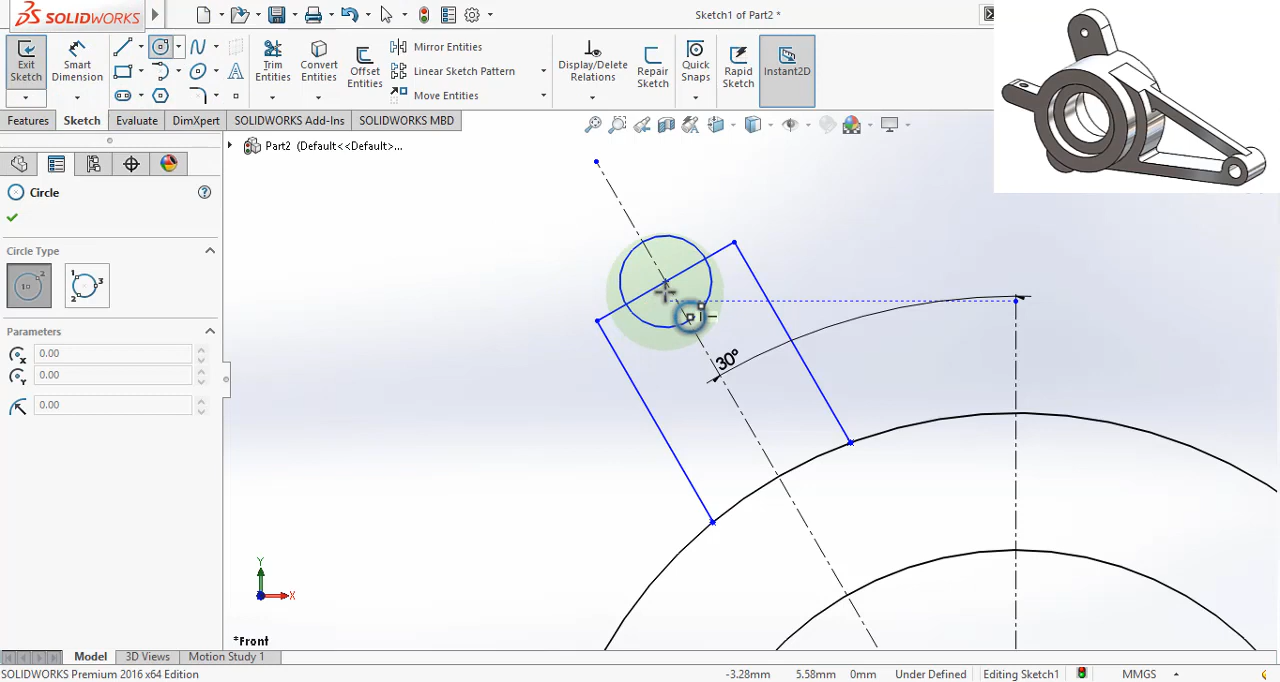 SOLIDWORKS
Sketch1 of Part2 *
Exit Sketch
Smart Dimension
Trim Entities
Convert Entities
Offset Entities
Mirror Entities
Linear Sketch Pattern
Move Entities
Display/Delete Relations
Repair Sketch
Quick Snaps
Rapid Sketch
Instant2D
Features Sketch Evaluate DimXpert SOLIDWORKS Add-Ins SOLIDWORKS MBD
Part2 (Default<<Default>...
Circle
Circle Type
Parameters
0.00
0.00
0.00
30°
Y
X
*Front
Model 3D Views Motion Study 1
SOLIDWORKS Premium 2016 x64 Edition -3.28mm 5.58mm 0mm Under Defined Editing Sketch1 MMGS